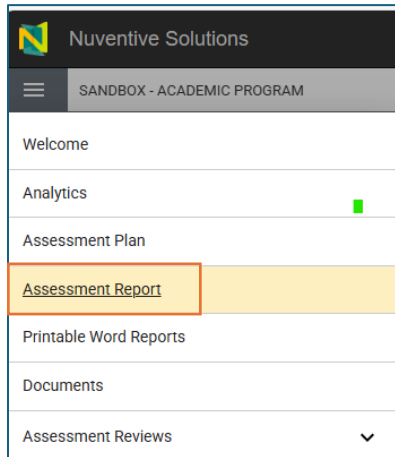 Nuventive Solutions
SANDBOX - ACADEMIC PROGRAM
Welcome
Analytics
Assessment Plan
Assessment Report
Printable Word Reports
Documents
Assessment Reviews